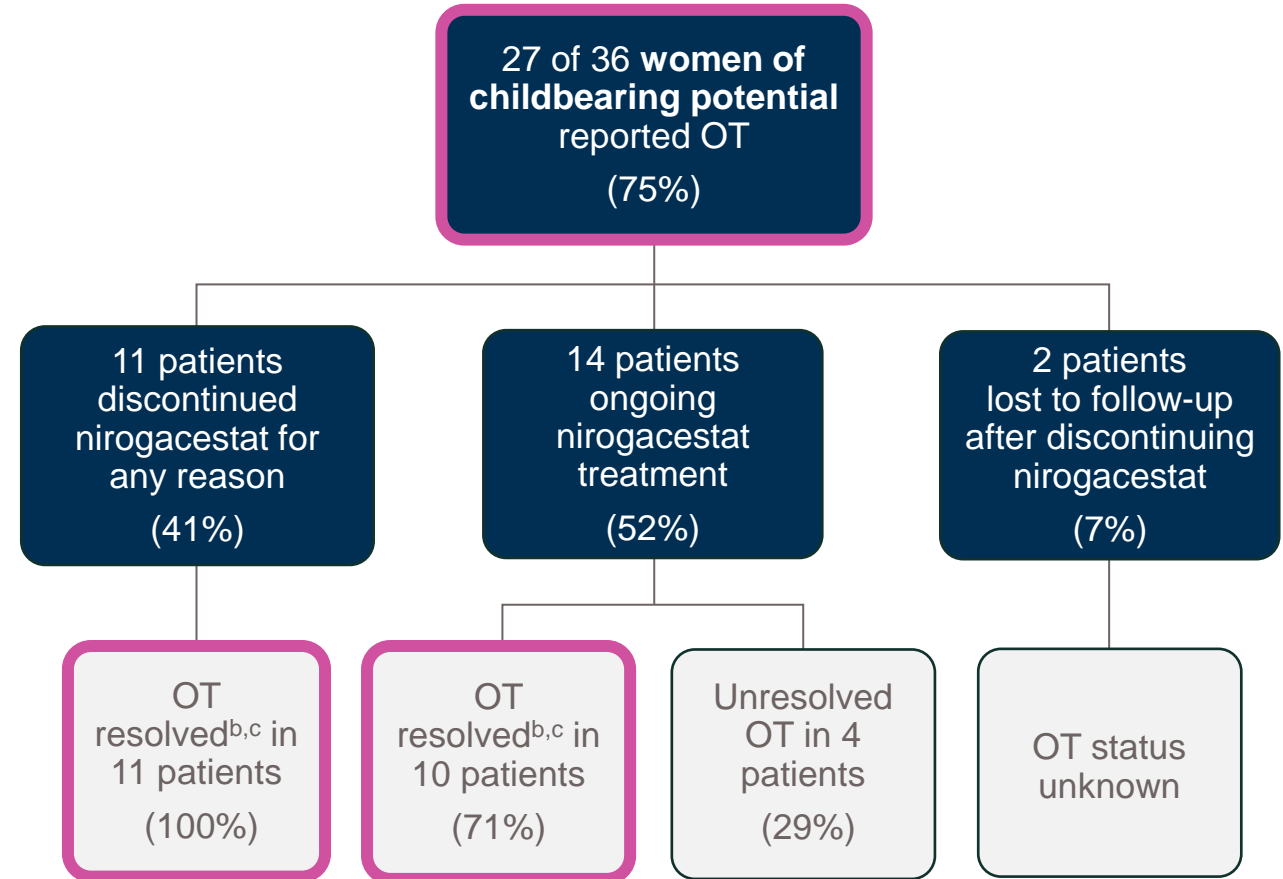 27 of 36 women of
childbearing potential
reported OT
(75%)
11 patients
discontinued
nirogacestat for
any reason
(41%)
14 patients
ongoing
nirogacestat
treatment
(52%)
2 patients
lost to follow-up
after discontinuing
nirogacestat
(7%)
OT
resolvedb,c in
11 patients
(100%)
OT
resolvedb,c in
10 patients
(71%)
Unresolved
OT in 4
patients
(29%)
OT status
unknown